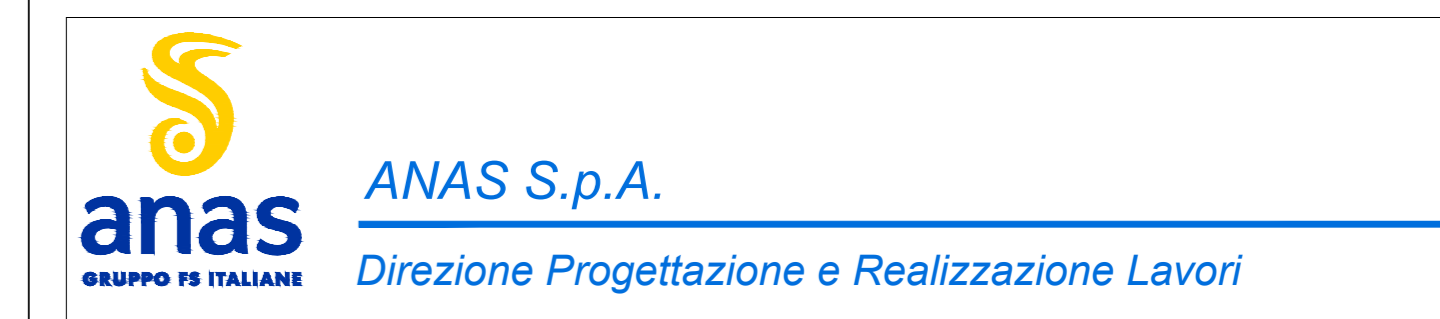 anas
GRUPPO FS ITALIANE
ANAS S.p.A.
Direzione Progettazione e Realizzazione Lavori